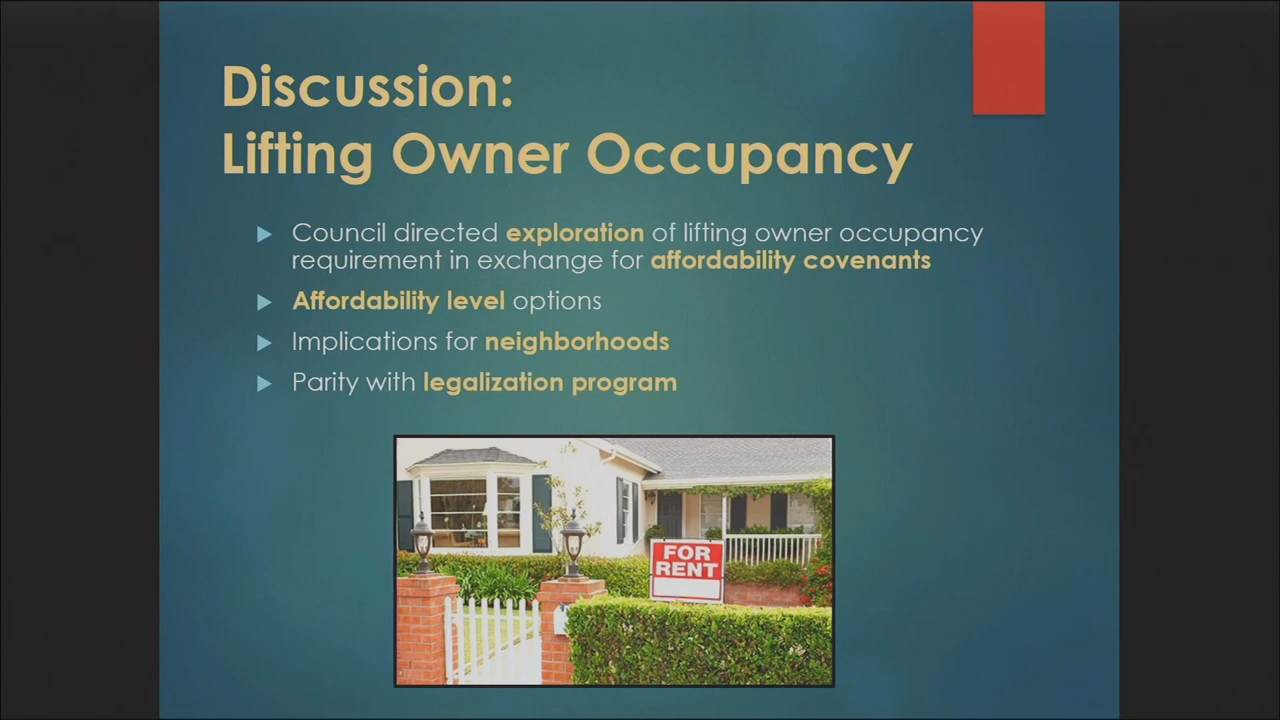 Discussion:
Lifting Owner Occupancy
Council directed exploration of lifting owner occupancy
requirement in exchange for affordability covenants
Affordability level options
Implications for neighborhoods
Parity with legalization program
FOR
RENT